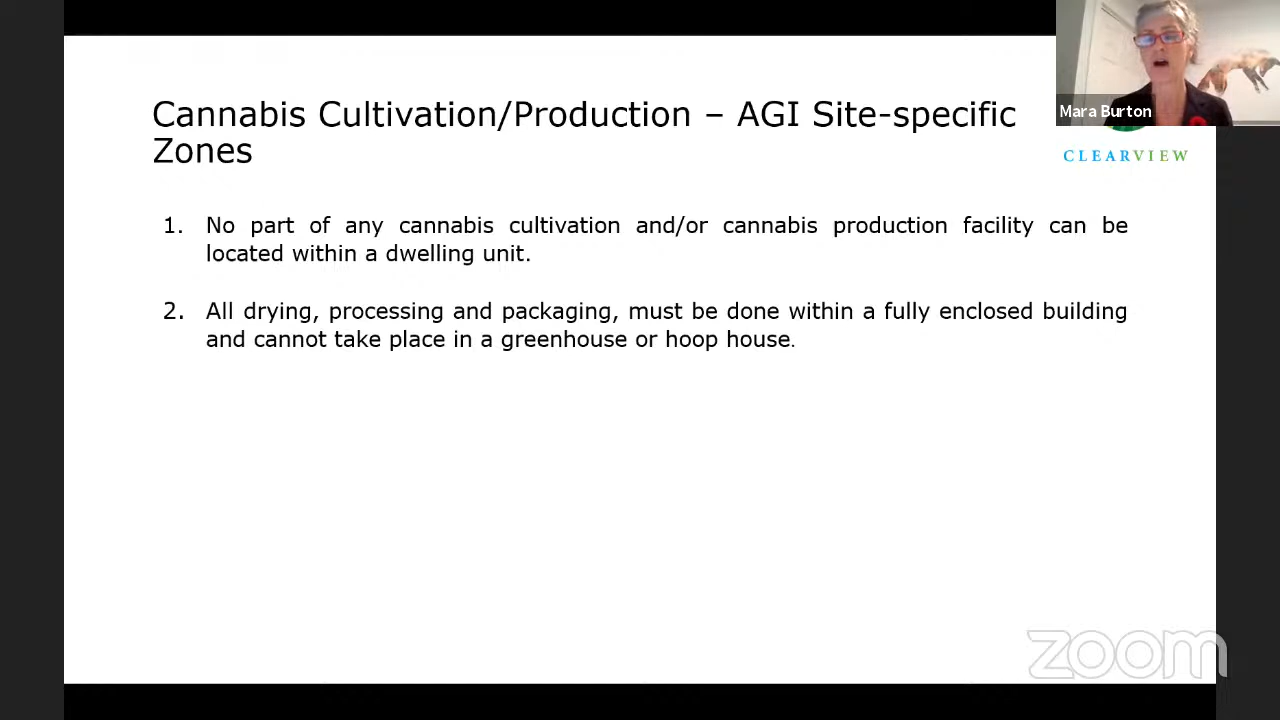 Cannabis Cultivation/Production – AGI Site-specific
Zones
Mara Burton
CLEARVIEW
1. No part of any cannabis cultivation and/or cannabis production facility can be
located within a dwelling unit.
2. All drying, processing and packaging, must be done within a fully enclosed building
and cannot take place in a greenhouse or hoop house.
zoom